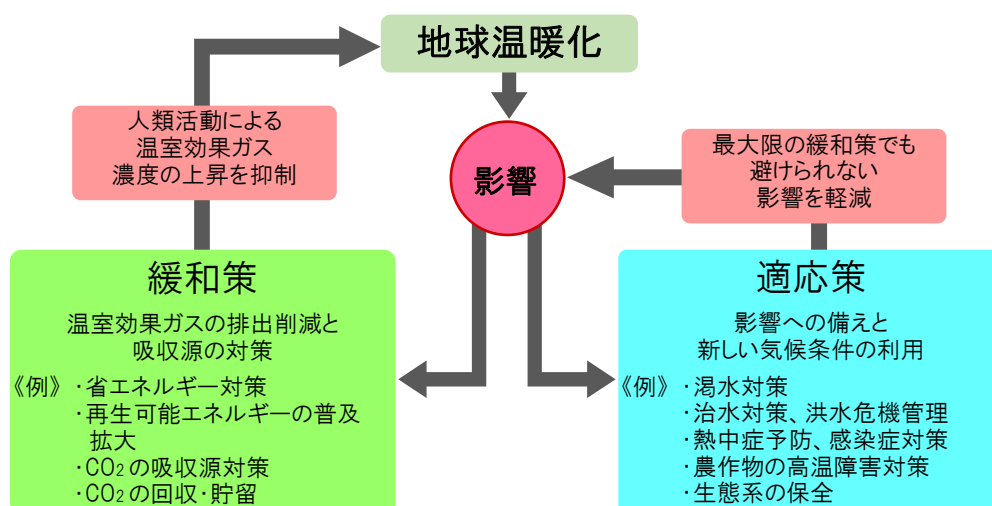 地球温暖化
人類活動による
温室効果ガス
濃度の上昇を抑制
影響
最大限の緩和策でも
避けられない
影響を軽減
緩和策
温室効果ガスの排出削減と
吸収源の対策
《例》・省エネルギー対策
・再生可能エネルギーの普及
拡大
・CO₂の吸収源対策
・CO₂の回収・貯留
適応策
影響への備えと
新しい気候条件の利用
《例》・渇水対策
・治水対策、洪水危機管理
・熱中症予防、感染症対策
・農作物の高温障害対策
・生態系の保全